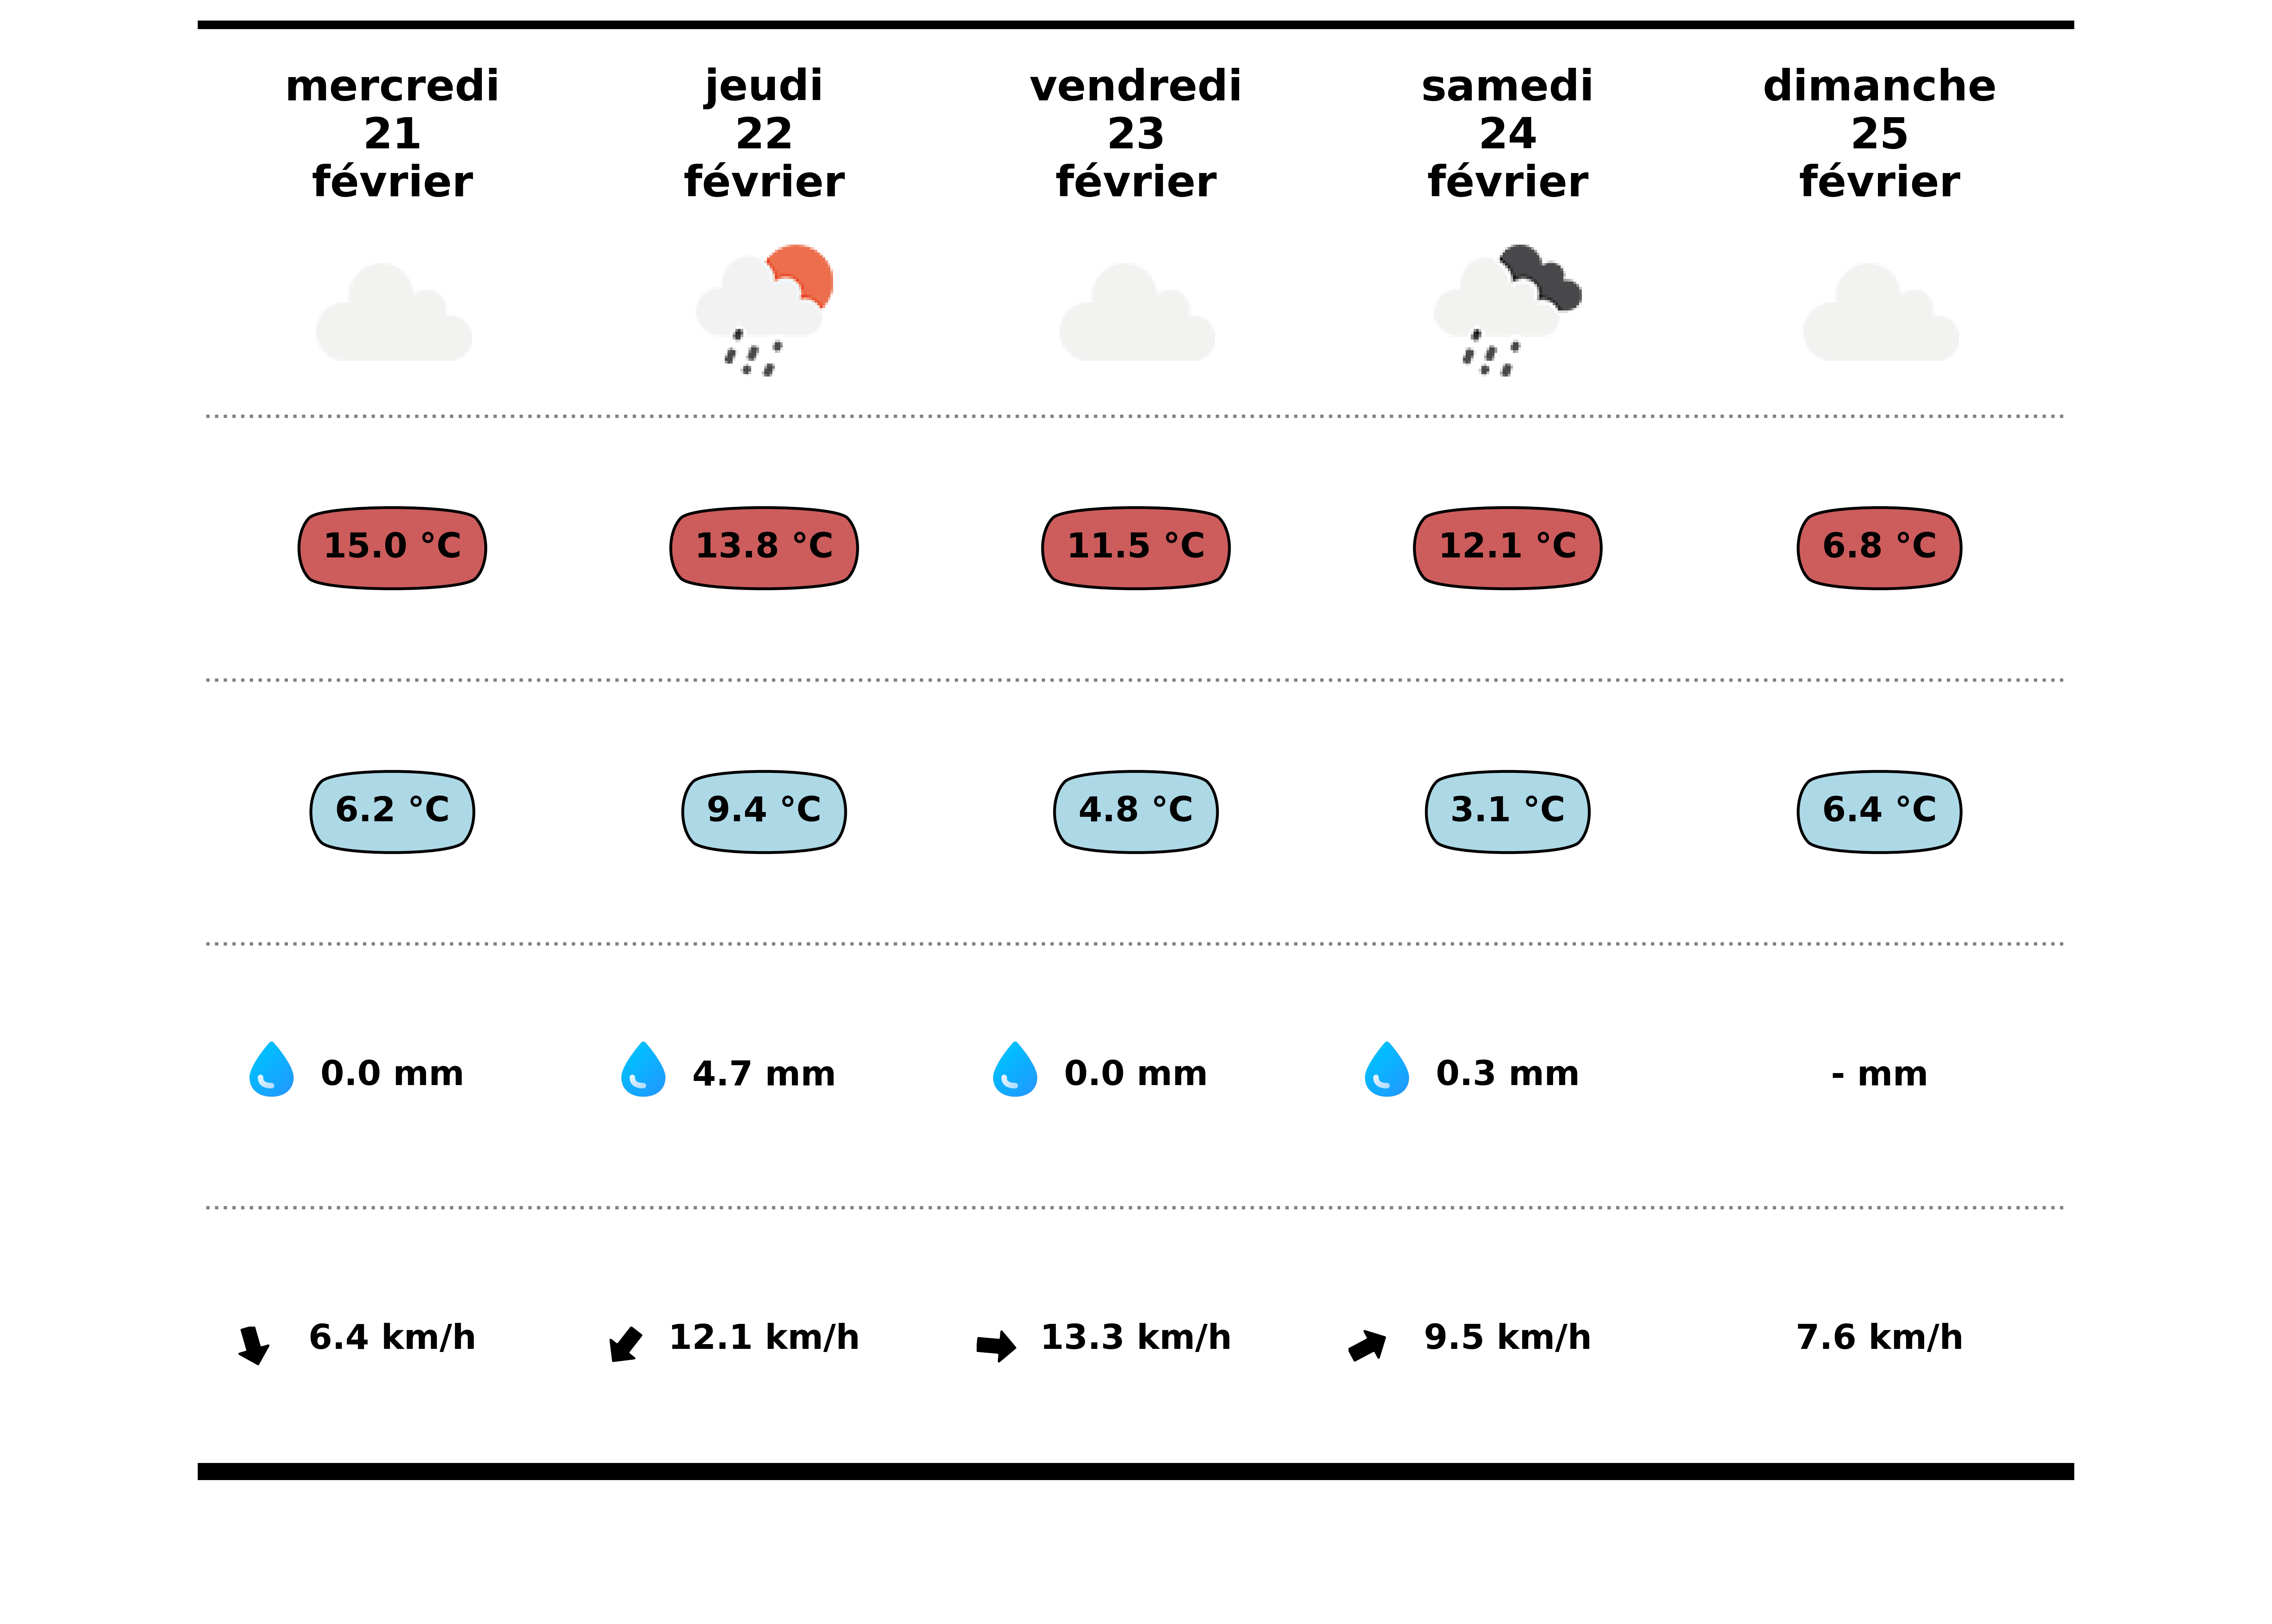 mercredi
21
février
jeudi
22
février
vendredi
23
février
samedi
24
février
dimanche
25
février
15.0 °C
13.8 °C
11.5 °C
12.1 °C
6.8 °C
6.2 °C
9.4 °C
4.8 °C
3.1 °C
6.4 °C
0.0 mm
4.7 mm
0.0 mm
0.3 mm
- mm
6.4 km/h
12.1 km/h
13.3 km/h
9.5 km/h
7.6 km/h